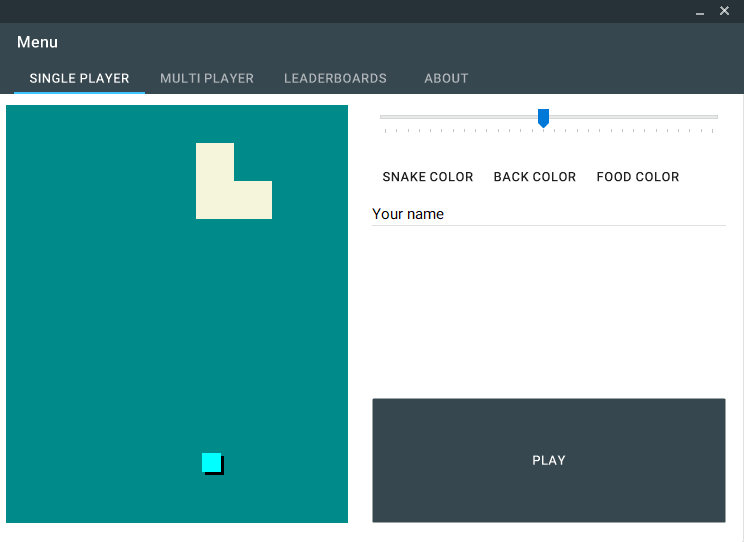 Menu
SINGLE PLAYER MULTI PLAYER LEADERBOARDS ABOUT
SNAKE COLOR BACK COLOR FOOD COLOR
Your name
PLAY